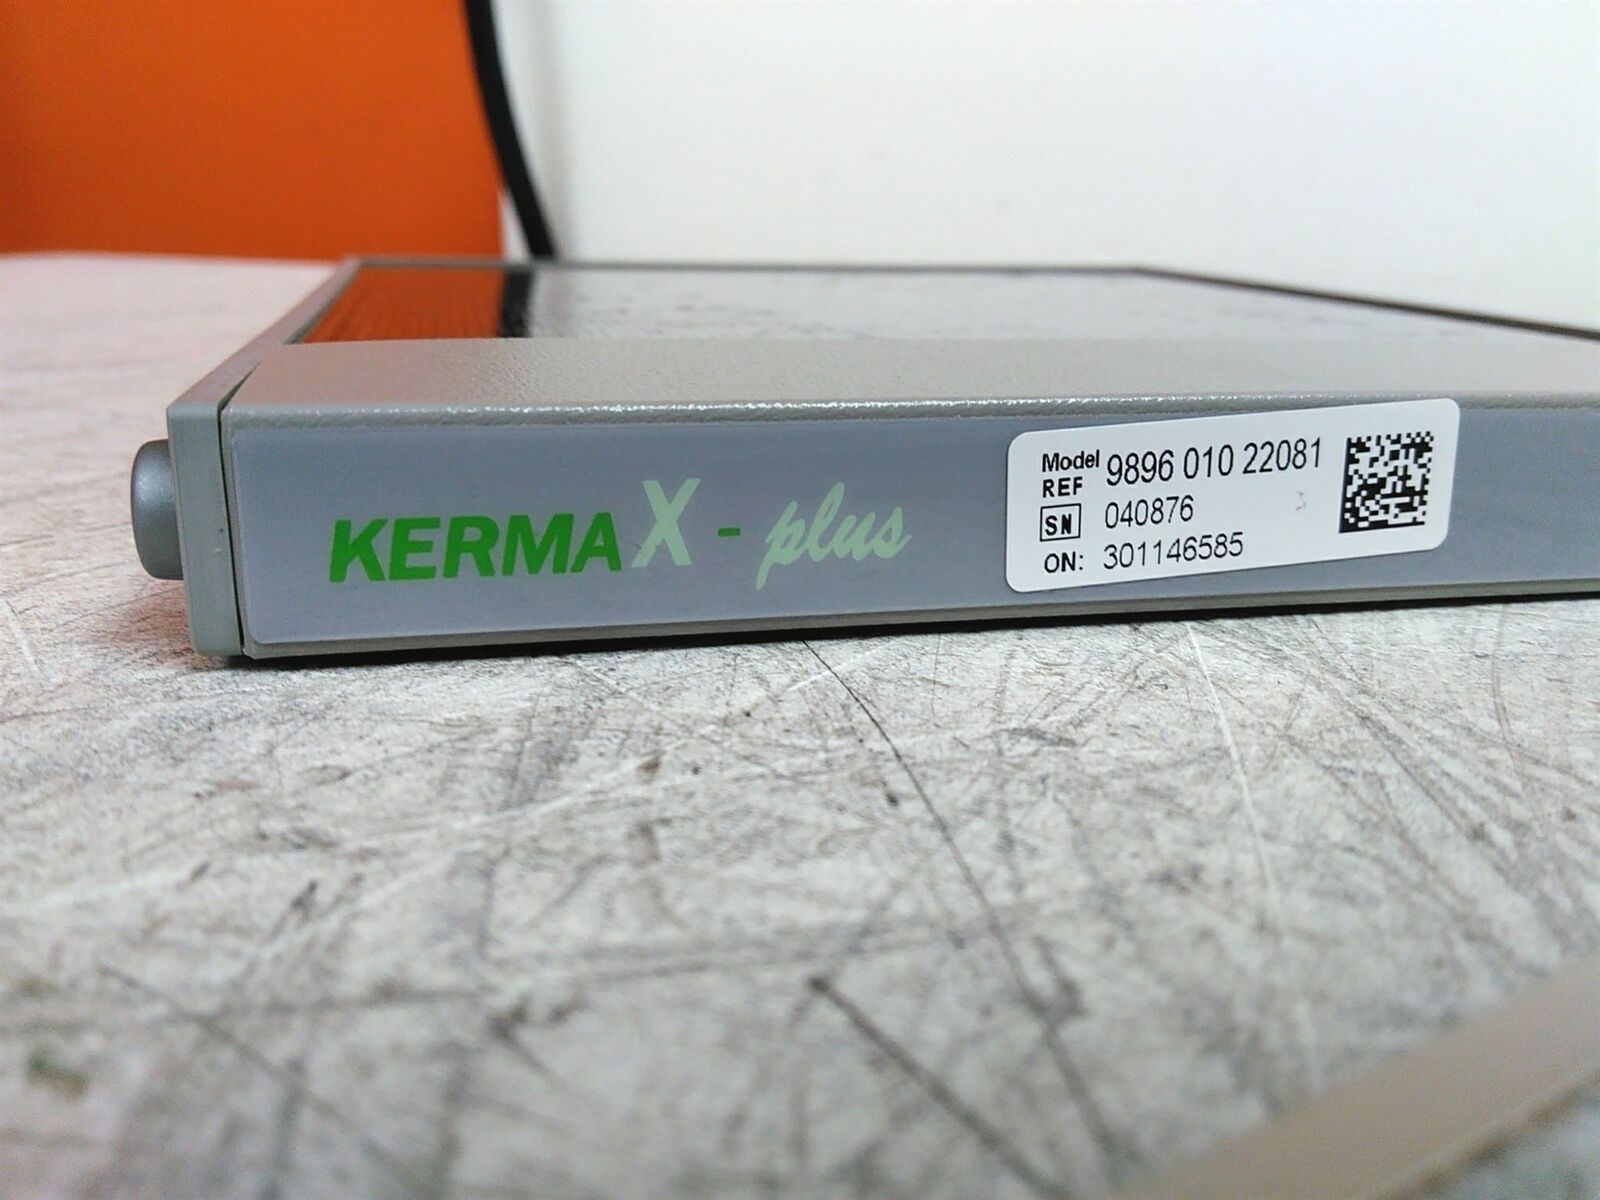 KERMA X - plus
Model REF 9896 010 22081
SN 040876
ON: 301146585